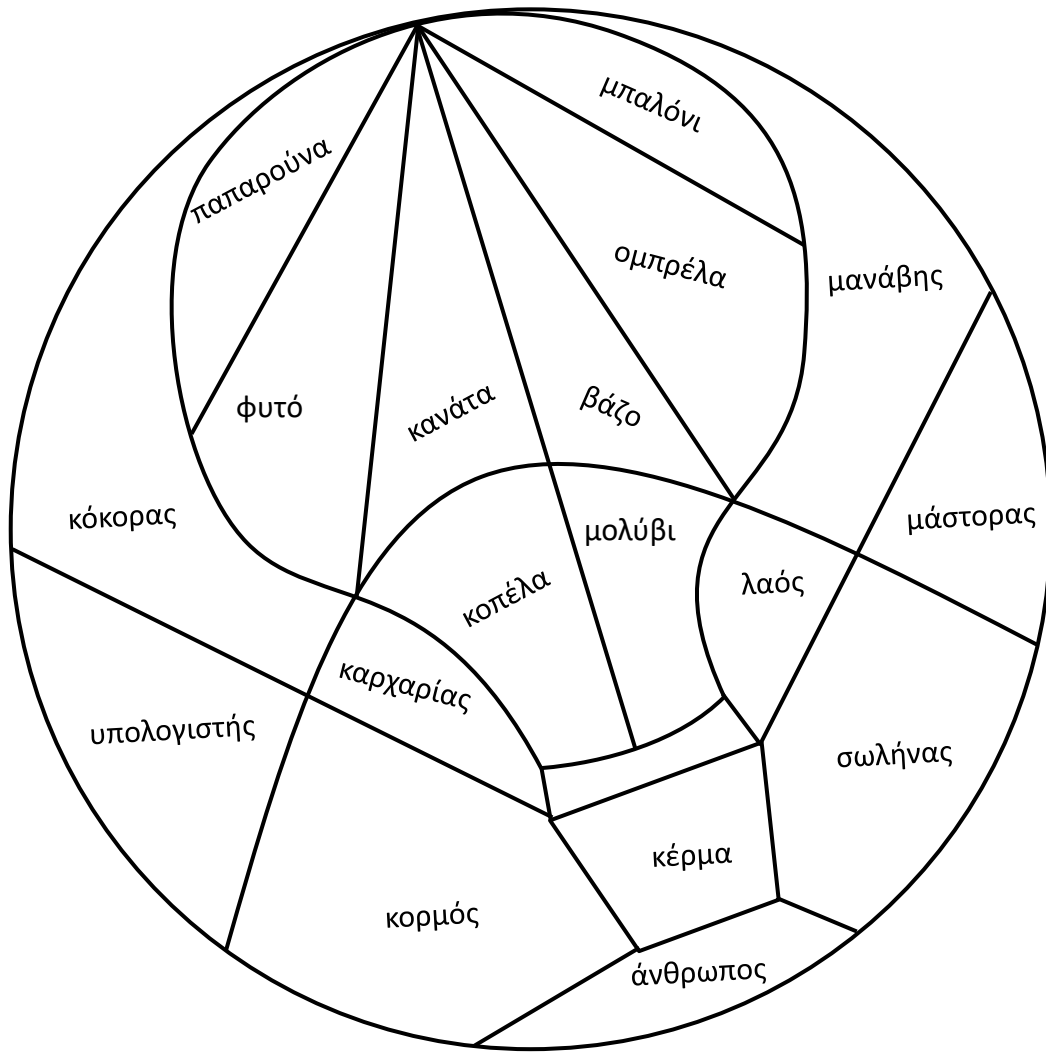 μπαλόνι
παπαρούνα
ομπρέλα
μανάβης
φυτό
κανάτα
βάζο
κόκορας
μάστορας
μολύβι
λαός
κοπέλα
καρχαρίας
υπολογιστής
σωλήνας
κέρμα
κορμός
άνθρωπος